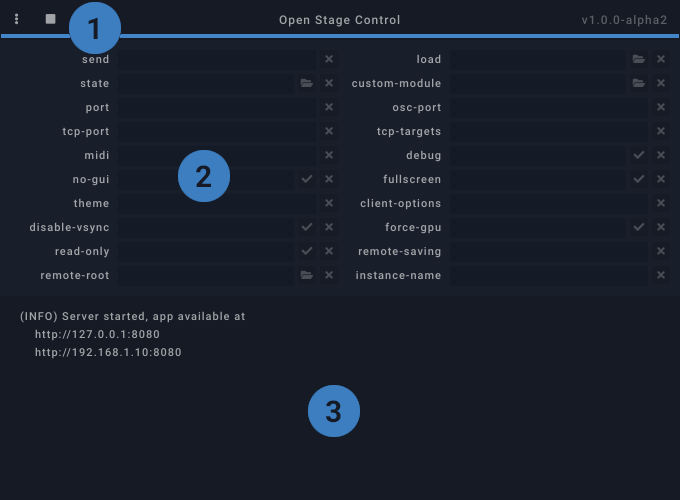 1
Open Stage Control
v1.0.0-alpha2
send
load
state
custom-module
port
osc-port
tcp-port
tcp-targets
midi
debug
2
no-gui
fullscreen
theme
client-options
disable-vsync
force-gpu
read-only
remote-saving
remote-root
instance-name
(INFO) Server started, app available at
http://127.0.0.1:8080
http://192.168.1.10:8080
3